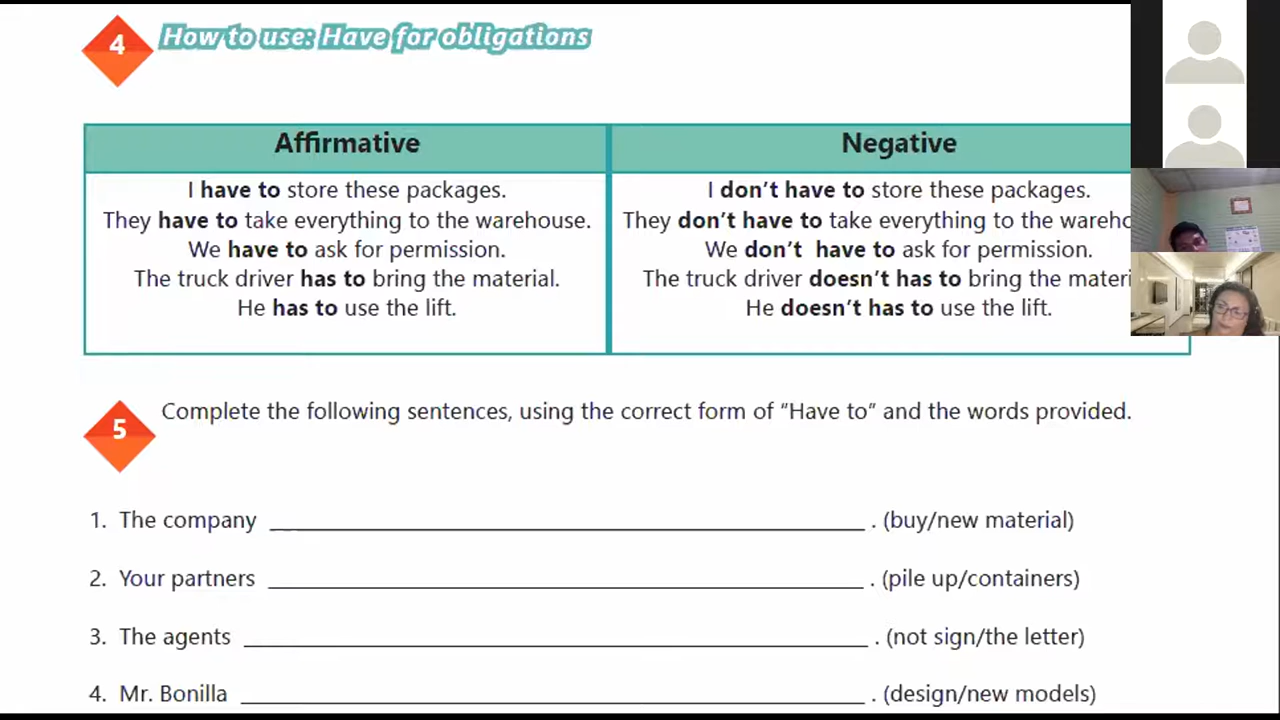 4 How to use: Have for obligations
Affirmative
I have to store these packages.
They have to take everything to the warehouse.
We have to ask for permission.
The truck driver has to bring the material.
He has to use the lift.
Negative
I don't have to store these packages.
They don't have to take everything to the wareho
We don't have to ask for permission.
The truck driver doesn't has to bring the materi
He doesn't has to use the lift.
5 Complete the following sentences, using the correct form of “Have to” and the words provided.
1. The company ______________________ . (buy/new material)
2. Your partners ______________________ . (pile up/containers)
3. The agents ______________________ . (not sign/the letter)
4. Mr. Bonilla ______________________ . (design/new models)